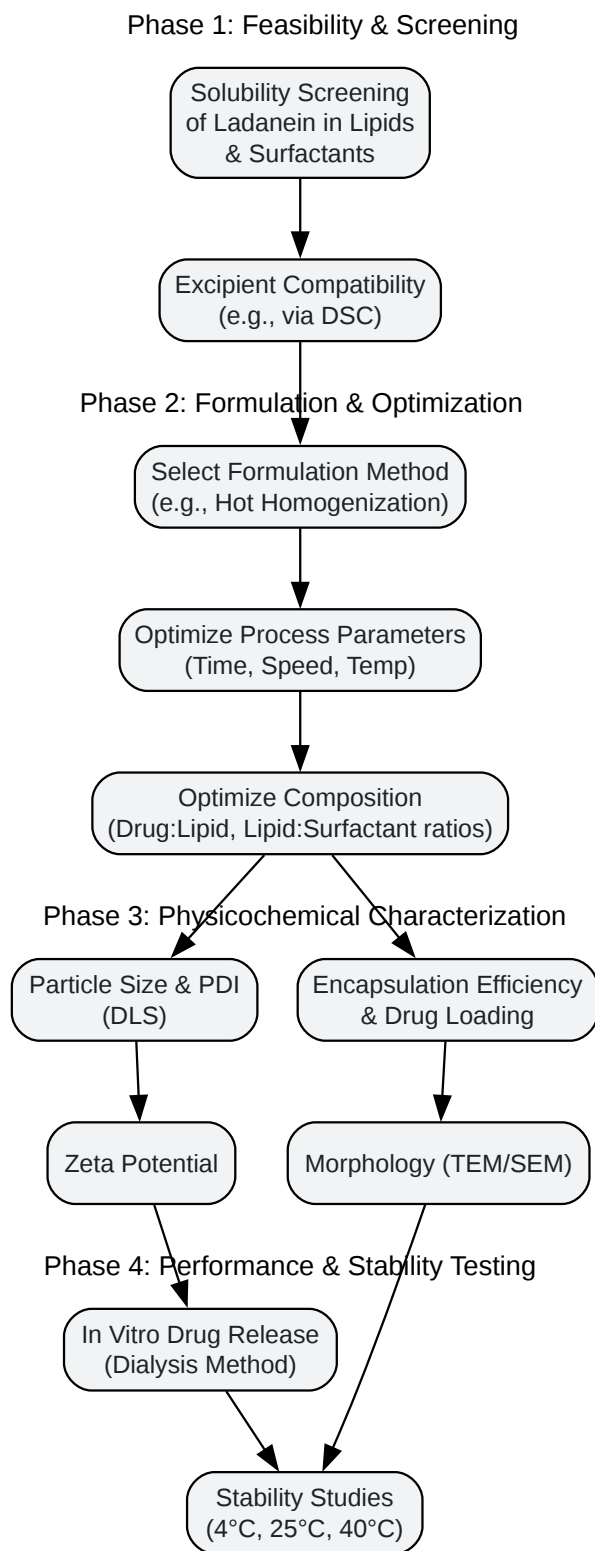 Phase 1: Feasibility & Screening
Solubility Screening
of Ladanein in Lipids
& Surfactants
Excipient Compatibility
(e.g., via DSC)
Phase 2: Formulation & Optimization
Select Formulation Method
(e.g., Hot Homogenization)
Optimize Process Parameters
(Time, Speed, Temp)
Optimize Composition
(Drug:Lipid, Lipid:Surfactant ratios)
Phase 3: Physicochemical Characterization
Particle Size & PDI
(DLS)
Encapsulation Efficiency
& Drug Loading
Zeta Potential
Morphology (TEM/SEM)
Phase 4: Performance & Stability Testing
In Vitro Drug Release
(Dialysis Method)
Stability Studies
(4°C, 25°C, 40°C)